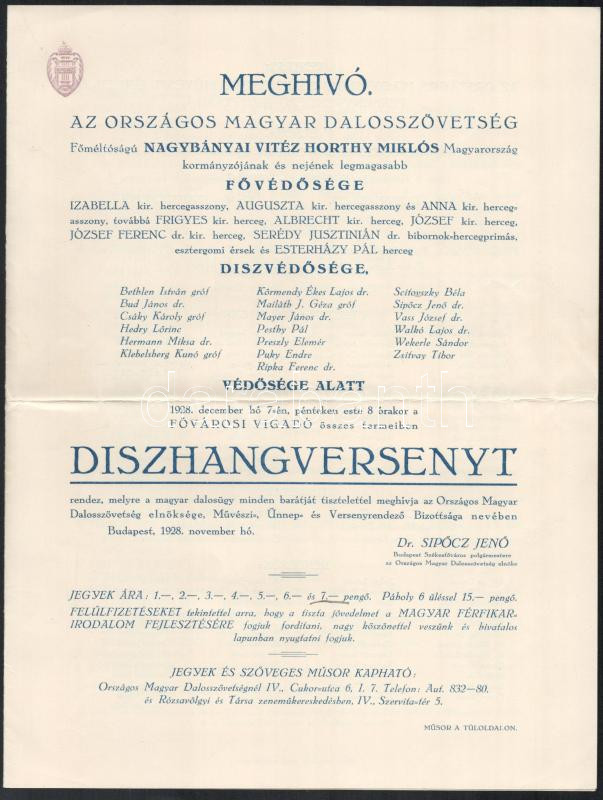 MEGHIVÓ.
AZ ORSZÁGOS MAGYAR DALOSSZÖVETSÉG
Főméltóságú NAGYBÁNYAI VITÉZ HORTHY MIKLÓS Magyarország
kormányzójának és nejének legmagasabb
FŐVÉDŐSÉGE
IZABELLA kir. hercegasszony, AUGUSZTA kir. hercegasszony és ANNA kir. herceg-
asszony, továbbá FRIGYES kir. herceg, ALBRECHT kir. herceg, JÓZSEF kir. herceg,
JÓZSEF FERENC dr. kir. herceg, SERÉDY JUSZTINIÁN dr. bibornok-hercegprimás,
esztergomi érsek és ESTERHÁZY PÁL herceg
DISZVÉDŐSÉGE,
Bethlen István gróf
Bud János dr.
Csáky Károly gróf
Hedry Lőrinc
Hermann Miksa dr.
Klebelsberg Kunó gróf
Körmendy Ékes Lajos dr.
Mailáth J. Géza gróf
Mayer János dr.
Pesthy Pál
Preszly Elemér
Puky Endre
Ripka Ferenc dr.
Scitovszky Béla
Sipőcz Jenő dr.
Vass József dr.
Walkó Lajos dr.
Wekerle Sándor
Zsitvay Tibor
VÉDŐSÉGE ALATT
1928. december hó 7-én, pénteken este 8 órakor a
FŐVÁROSI VIGADÓ összes termeiben
DISZHANGVERSENYT
rendez, melyre a magyar dalosügy minden barátját tisztelettel meghivja az Országos Magyar
Dalosszövetség elnöksége, Művészi-, Ünnep- és Versenyrendező Bizottsága nevében
Budapest, 1928. november hó.
Dr. SIPŐCZ JENŐ
Budapest Székesfőváros polgármestere
az Országos Magyar Dalosszövetség elnöke
JEGYEK ÁRA: 1.—, 2.—, 3.—, 4.—, 5.—, 6.— és 7.— pengő. Páholy 6 üléssel 15.— pengő.
FELÜLFIZETÉSEKET tekintettel arra, hogy a tiszta jövedelmet a MAGYAR FÉRFIKAR-
IRODALOM FEJLESZTÉSÉRE fogjuk forditani, nagy köszönettel veszünk és hivatalos
lapunban nyugtatni fogjuk.
JEGYEK ÉS SZÖVEGES MŰSOR KAPHATÓ:
Országos Magyar Dalosszövetségnél IV., Cukor-utca 6, I. 7. Telefon: Aut. 832—80.
és Rózsavölgyi és Társa zeneműkereskedésben, IV., Szervita-tér 5.
MŰSOR A TÚLOLDALON.